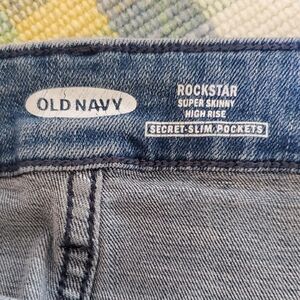 OLD NAVY
ROCKSTAR
SUPER SKINNY
HIGH RISE
SECRET-SLIM POCKETS